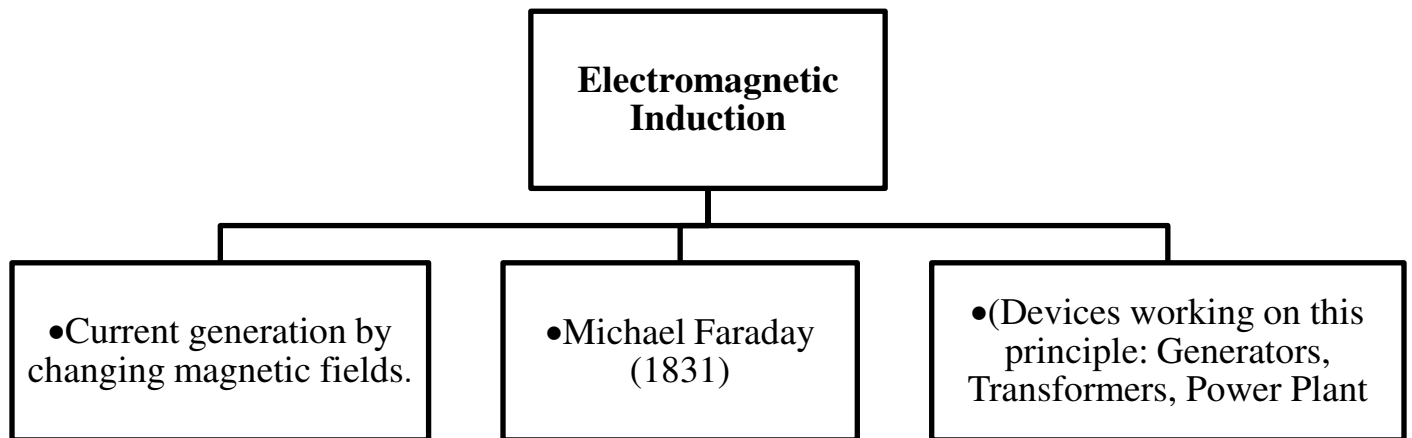 Electromagnetic
Induction
•Current generation by
changing magnetic fields.
•Michael Faraday
(1831)
•(Devices working on this
principle: Generators,
Transformers, Power Plant